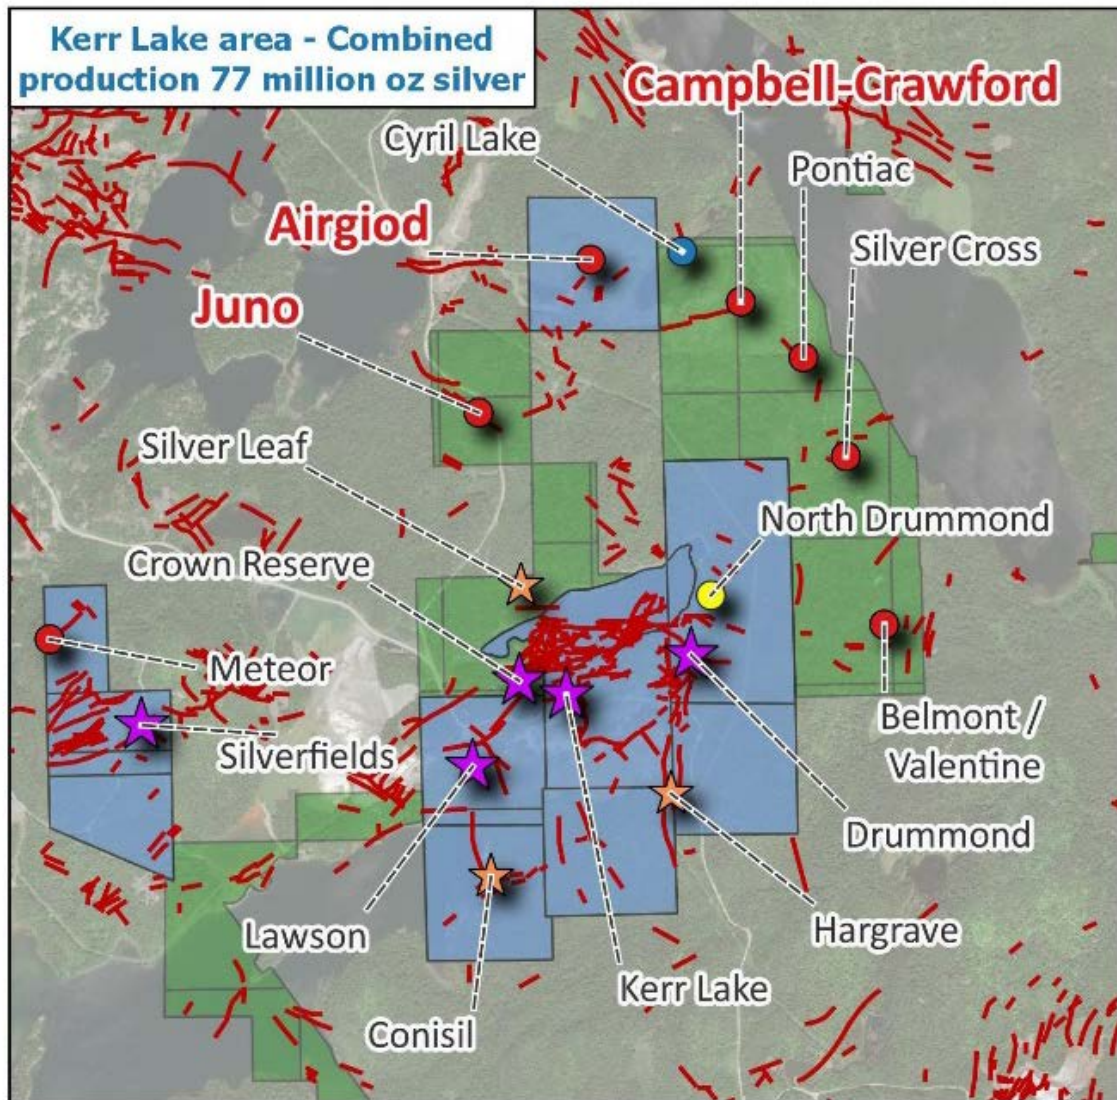 Kerr Lake area - Combined
production 77 million oz silver
Campbell-Crawford
Cyril Lake
Pontiac
Airgiod
Silver Cross
Juno
Silver Leaf
North Drummond
Crown Reserve
Meteor
Silverfields
Belmont /
Valentine
Drummond
Lawson
Hargrave
Kerr Lake
Conisil